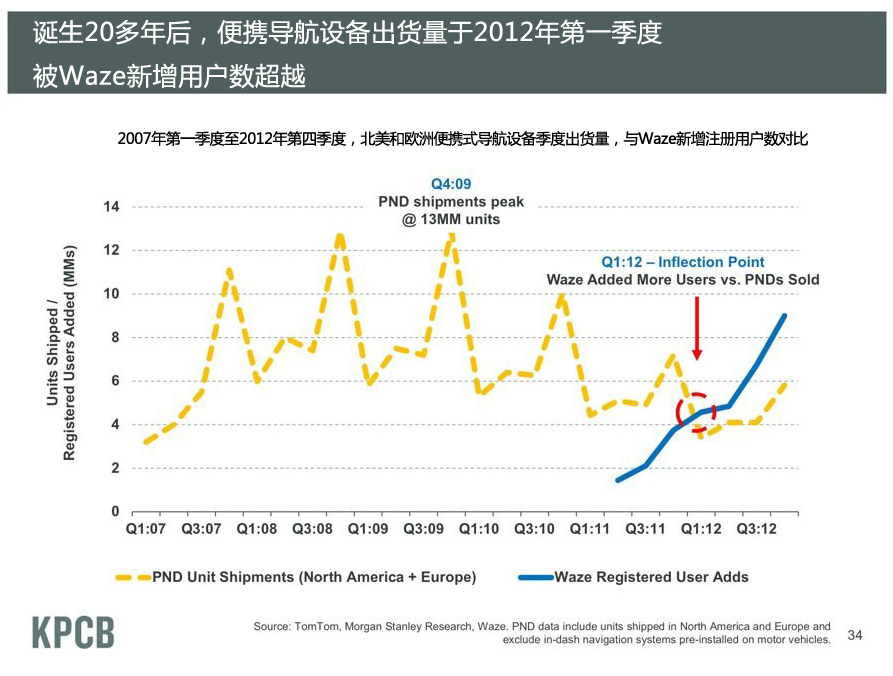 诞生20多年后，便携导航设备出货量于2012年第一季度
被Waze新增用户数超越
2007年第一季度至2012年第四季度，北美和欧洲便携式导航设备季度出货量，与Waze新增注册用户数对比
Q4:09
PND shipments peak
@ 13MM units
Q1:12 – Inflection Point
Waze Added More Users vs. PNDs Sold
Units Shipped /
Registered Users Added (MMs)
14
12
10
8
6
4
2
0
Q1:07 Q3:07 Q1:08 Q3:08 Q1:09 Q3:09 Q1:10 Q3:10 Q1:11 Q3:11 Q1:12 Q3:12
PND Unit Shipments (North America + Europe) Waze Registered User Adds
KPCB
Source: TomTom, Morgan Stanley Research, Waze. PND data include units shipped in North America and Europe and
exclude in-dash navigation systems pre-installed on motor vehicles.
34